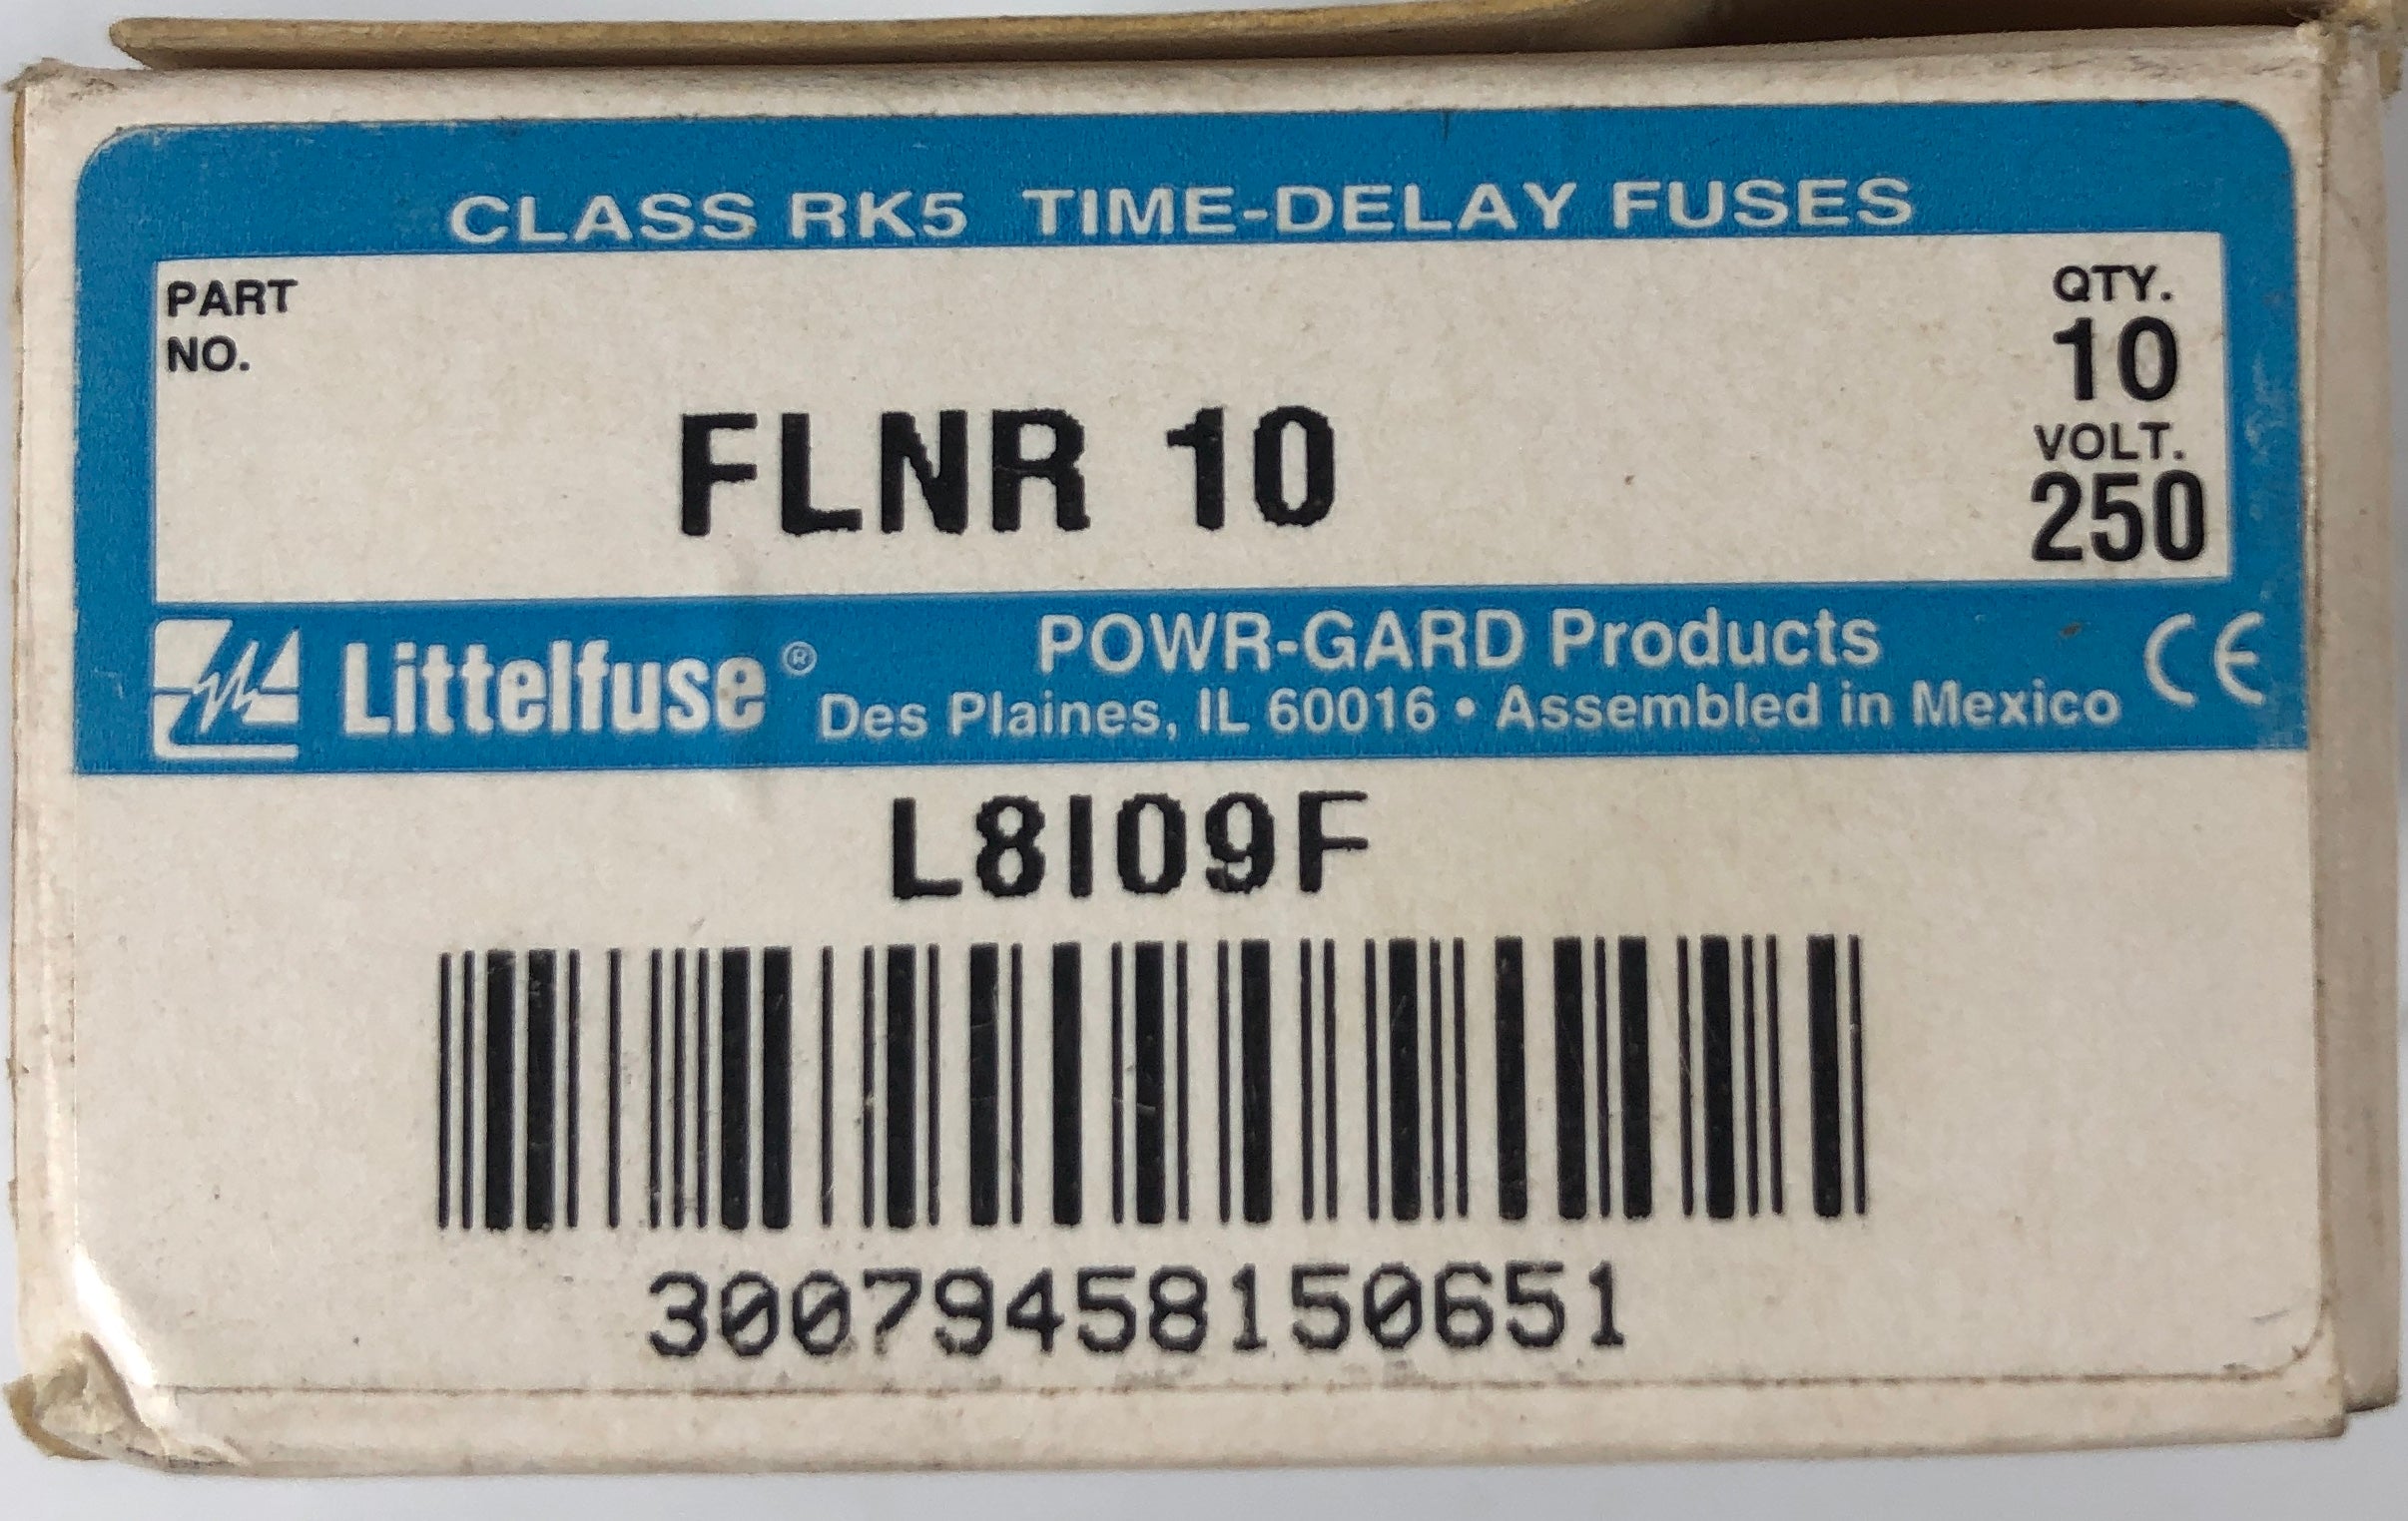 CLASS RK5 TIME-DELAY FUSES
PART
NO.
FLNR 10
QTY.
10
VOLT.
250
Littelfuse®
POWR-GARD Products
Des Plaines, IL 60016 • Assembled in Mexico
CE
L8I09F
30079458150651